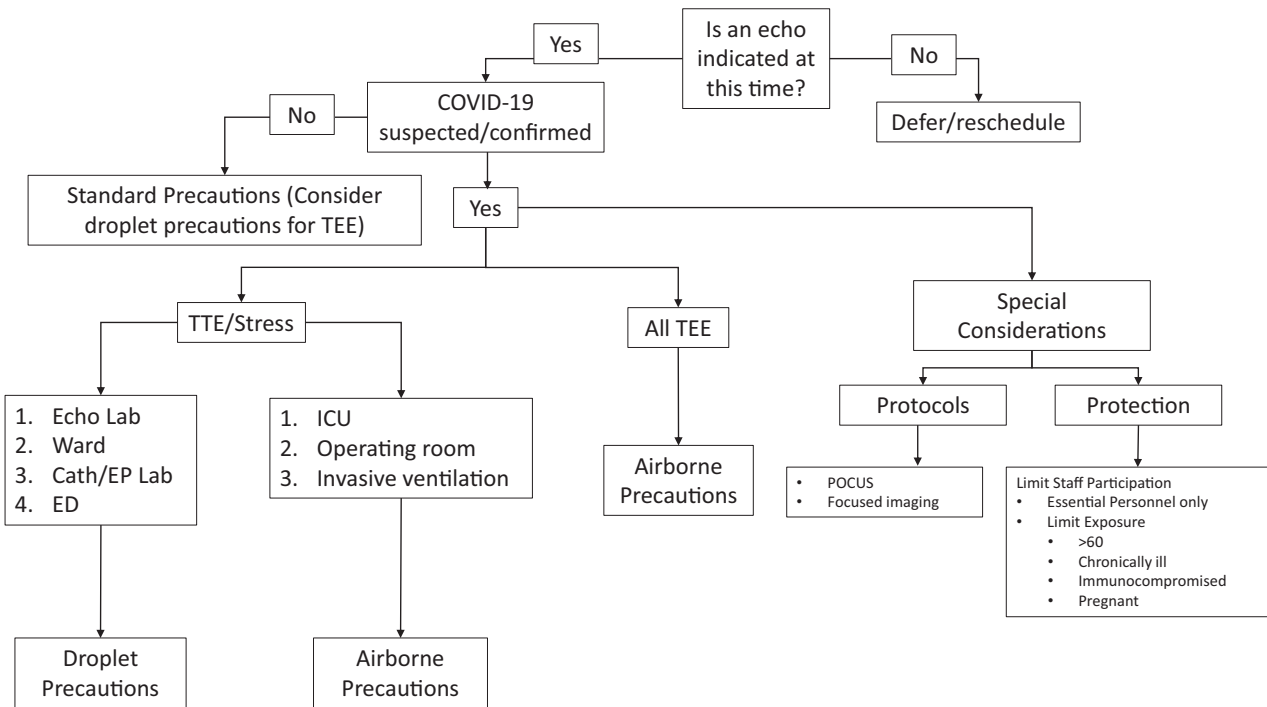 Is an echo
indicated at
this time?
Yes
No
COVID-19
suspected/confirmed
Defer/reschedule
No
Standard Precautions (Consider
droplet precautions for TEE)
Yes
TTE/Stress
All TEE
Special
Considerations
1. Echo Lab
2. Ward
3. Cath/EP Lab
4. ED
1. ICU
2. Operating room
3. Invasive ventilation
Airborne
Precautions
Protocols
Protection
• POCUS
• Focused imaging
Limit Staff Participation
• Essential Personnel only
• Limit Exposure
• >60
• Chronically ill
• Immunocompromised
• Pregnant
Droplet
Precautions
Airborne
Precautions